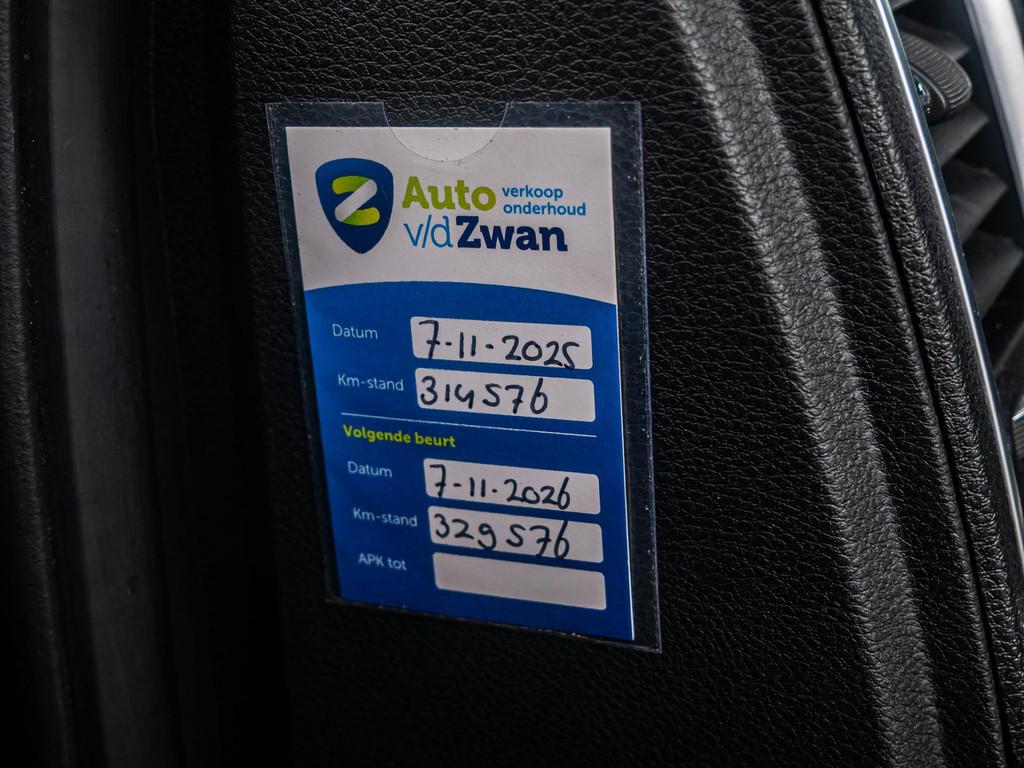 Auto verkoop
onderhoud
v/d Zwan
Datum 7-11-2025
Km-stand 314576
Volgende beurt
Datum 7-11-2026
Km-stand 329576
APK tot